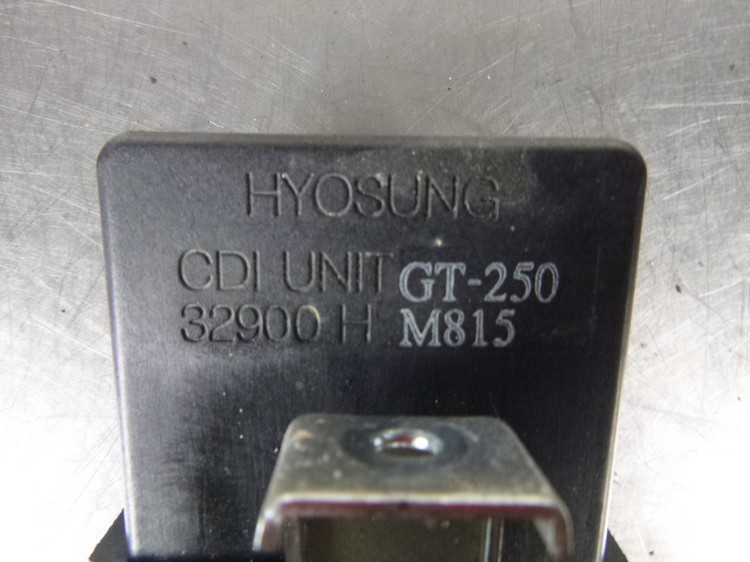 HYOSUNG
CDI UNIT GT-250
32900 H M815